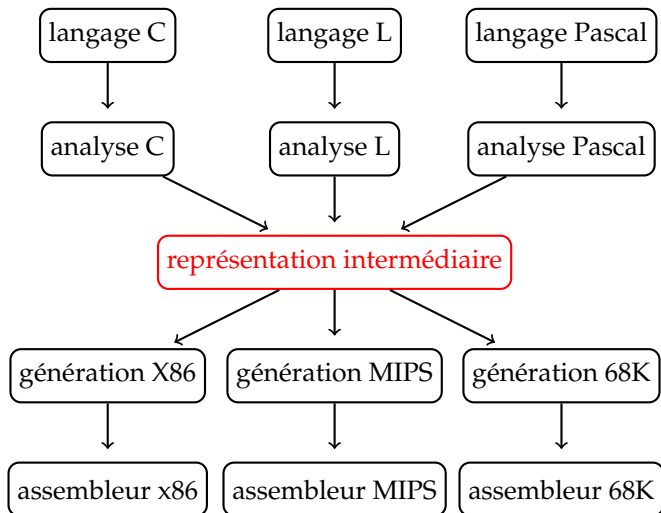 langage C
langage L
langage Pascal
analyse C
analyse L
analyse Pascal
représentation intermédiaire
génération X86
génération MIPS
génération 68K
assembleur x86
assembleur MIPS
assembleur 68K